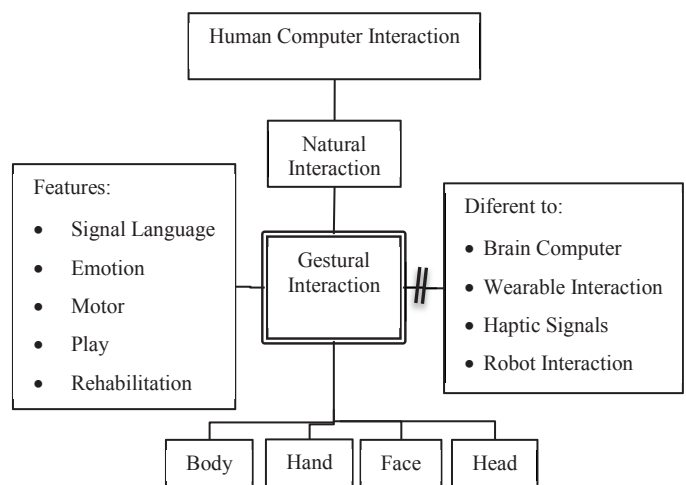 Human Computer Interaction
Natural
Interaction
Features:
• Signal Language
• Emotion
• Motor
• Play
• Rehabilitation
Gestural
Interaction
Diferent to:
• Brain Computer
• Wearable Interaction
• Haptic Signals
• Robot Interaction
Body
Hand
Face
Head